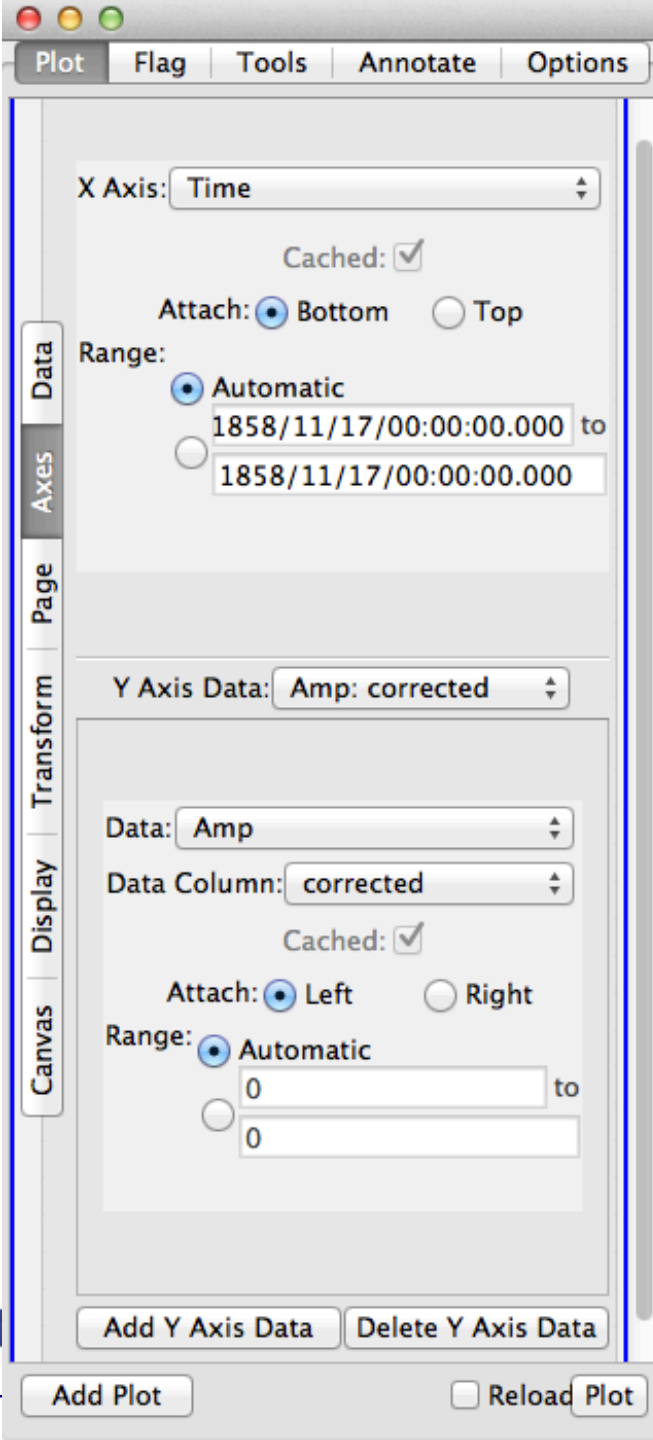 Plot Flag Tools Annotate Options
X Axis: Time
Cached:
Attach: Bottom Top
Range:
Automatic
1858/11/17/00:00:00.000 to
1858/11/17/00:00:00.000
Data
Axes
Page
Transform
Display
Canvas
Y Axis Data: Amp: corrected
Data: Amp
Data Column: corrected
Cached:
Attach: Left Right
Range: Automatic
0 to
0
Add Y Axis Data Delete Y Axis Data
Add Plot Reload Plot